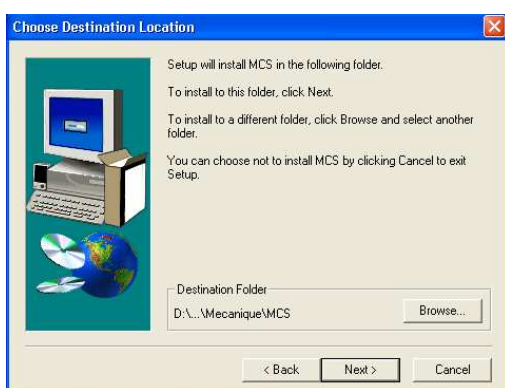 Choose Destination Location
Setup will install MCS in the following folder.
To install to this folder, click Next.
To install to a different folder, click Browse and select another
folder.
You can choose not to install MCS by clicking Cancel to exit
Setup.
Destination Folder
D:\...\Mecanique\MCS
Browse...
< Back
Next >
Cancel